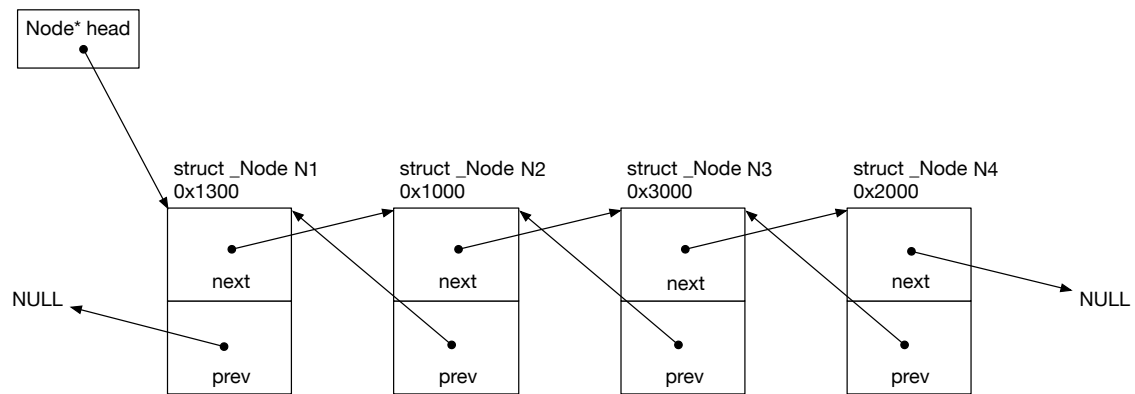 Node* head
struct _Node N1
0x1300
struct _Node N2
0x1000
struct _Node N3
0x3000
struct _Node N4
0x2000
next
next
next
next
NULL
NULL
prev
prev
prev
prev